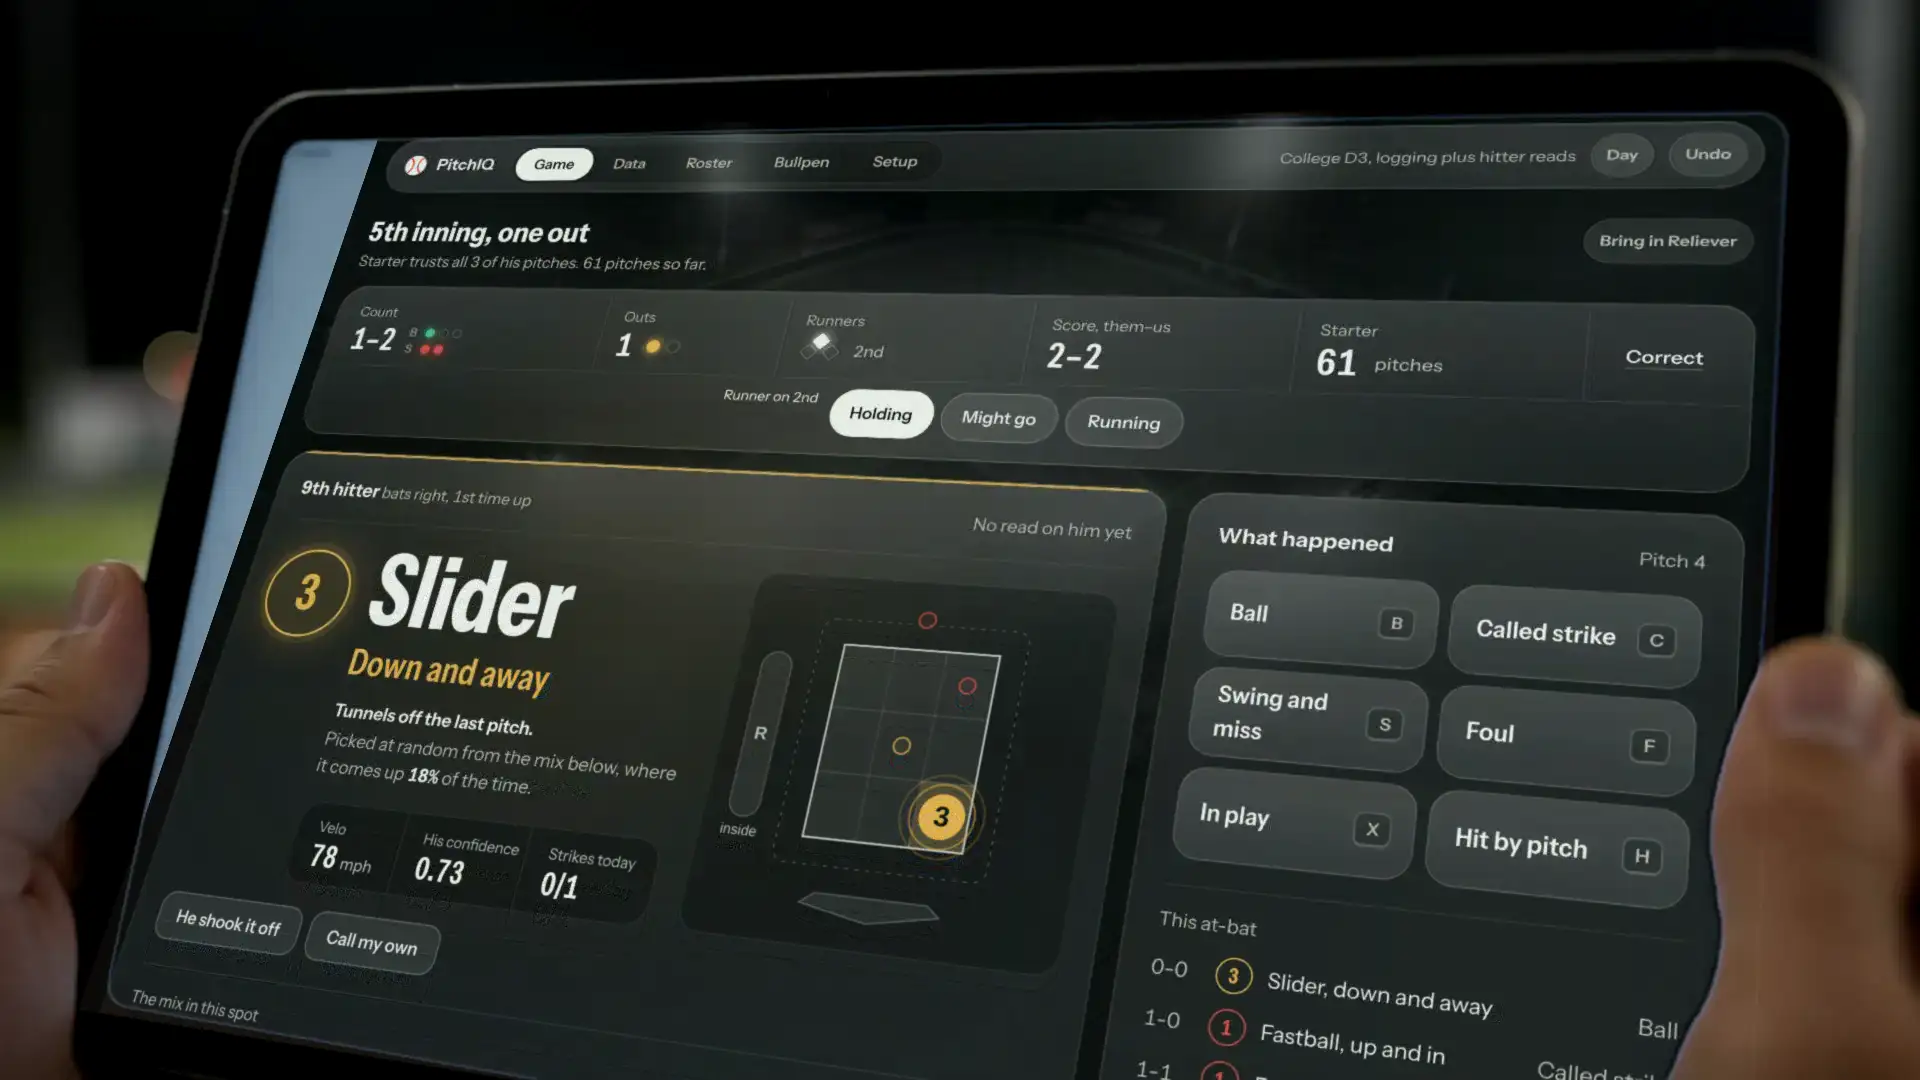 PitchIQ
Game
Data
Roster
Bullpen
Setup
College D3, logging plus hitter reads
Day
Undo
5th inning, one out
Starter trusts all 3 of his pitches. 61 pitches so far.
Bring in Reliever
Count
1-2
B
S
Outs
1
Runners
2nd
Score, them-us
2-2
Starter
61 pitches
Correct
Runner on 2nd
Holding
Might go
Running
9th hitter bats right, 1st time up
No read on him yet
3
Slider
Down and away
Tunnels off the last pitch.
Picked at random from the mix below, where
it comes up 18% of the time.
Velo
78 mph
His confidence
0.73
Strikes today
0/1
He shook it off
Call my own
The mix in this spot
R
inside
3
What happened
Pitch 4
Ball B
Called strike C
Swing and
miss S
Foul F
In play X
Hit by pitch H
This at-bat
0-0 3 Slider, down and away Ball
1-0 1 Fastball, up and in Called
1-1 1